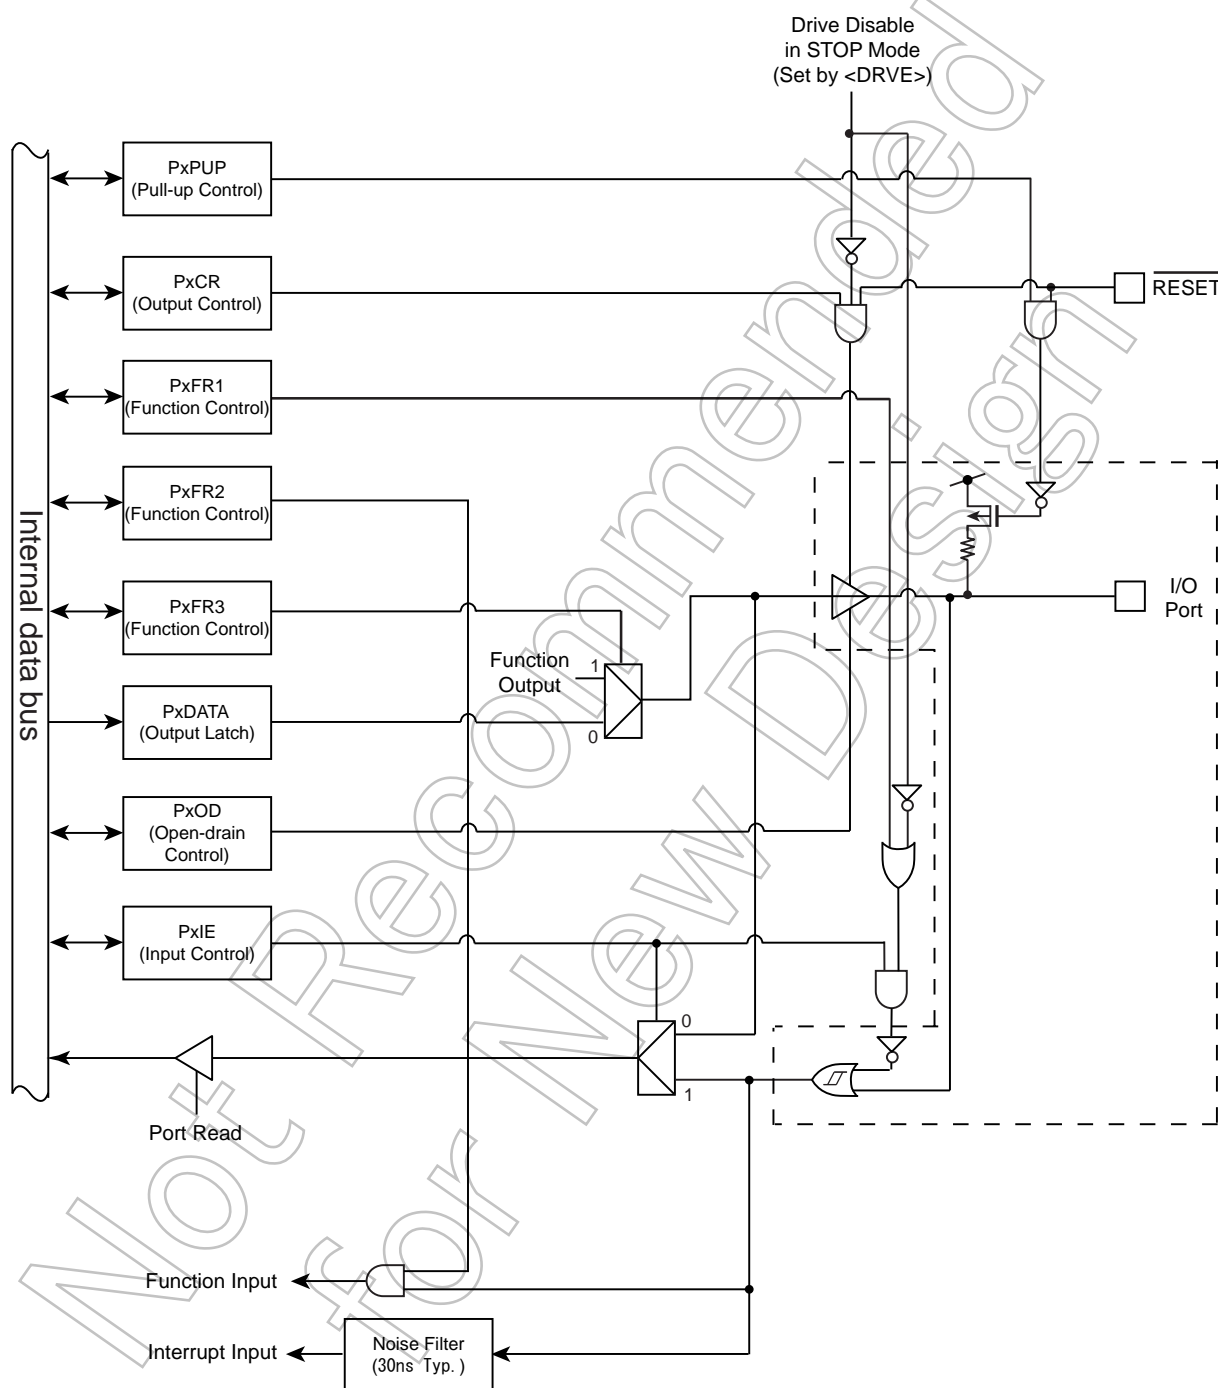 Drive Disable
in STOP Mode
(Set by <DRVE>)
PxPUP
(Pull-up Control)
PxCR
(Output Control)
RESET
PxFR1
(Function Control)
PxFR2
(Function Control)
Internal data bus
PxFR3
(Function Control)
I/O
Port
Function
Output
1
0
PxDATA
(Output Latch)
PxOD
(Open-drain
Control)
PxIE
(Input Control)
0
1
Port Read
Function Input
Interrupt Input
Noise Filter
(30ns Typ.)
Not Recommended
for New Design